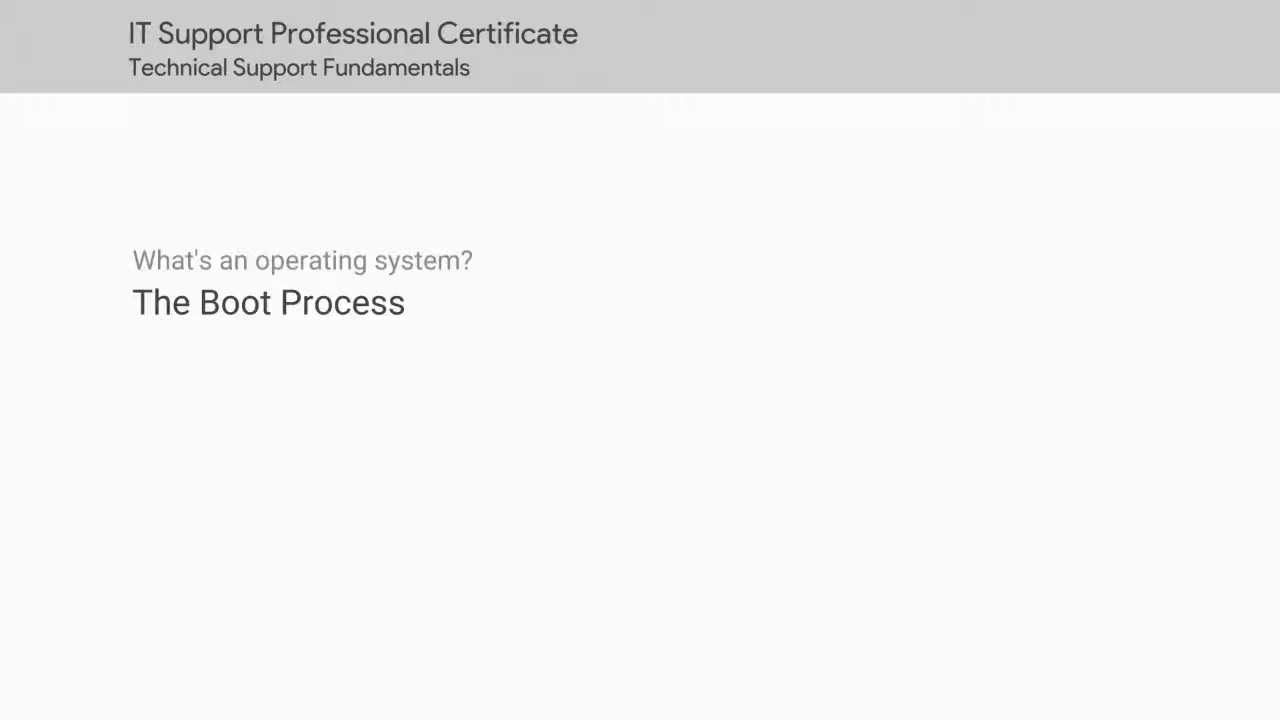 IT Support Professional Certificate
Technical Support Fundamentals
What's an operating system?
The Boot Process